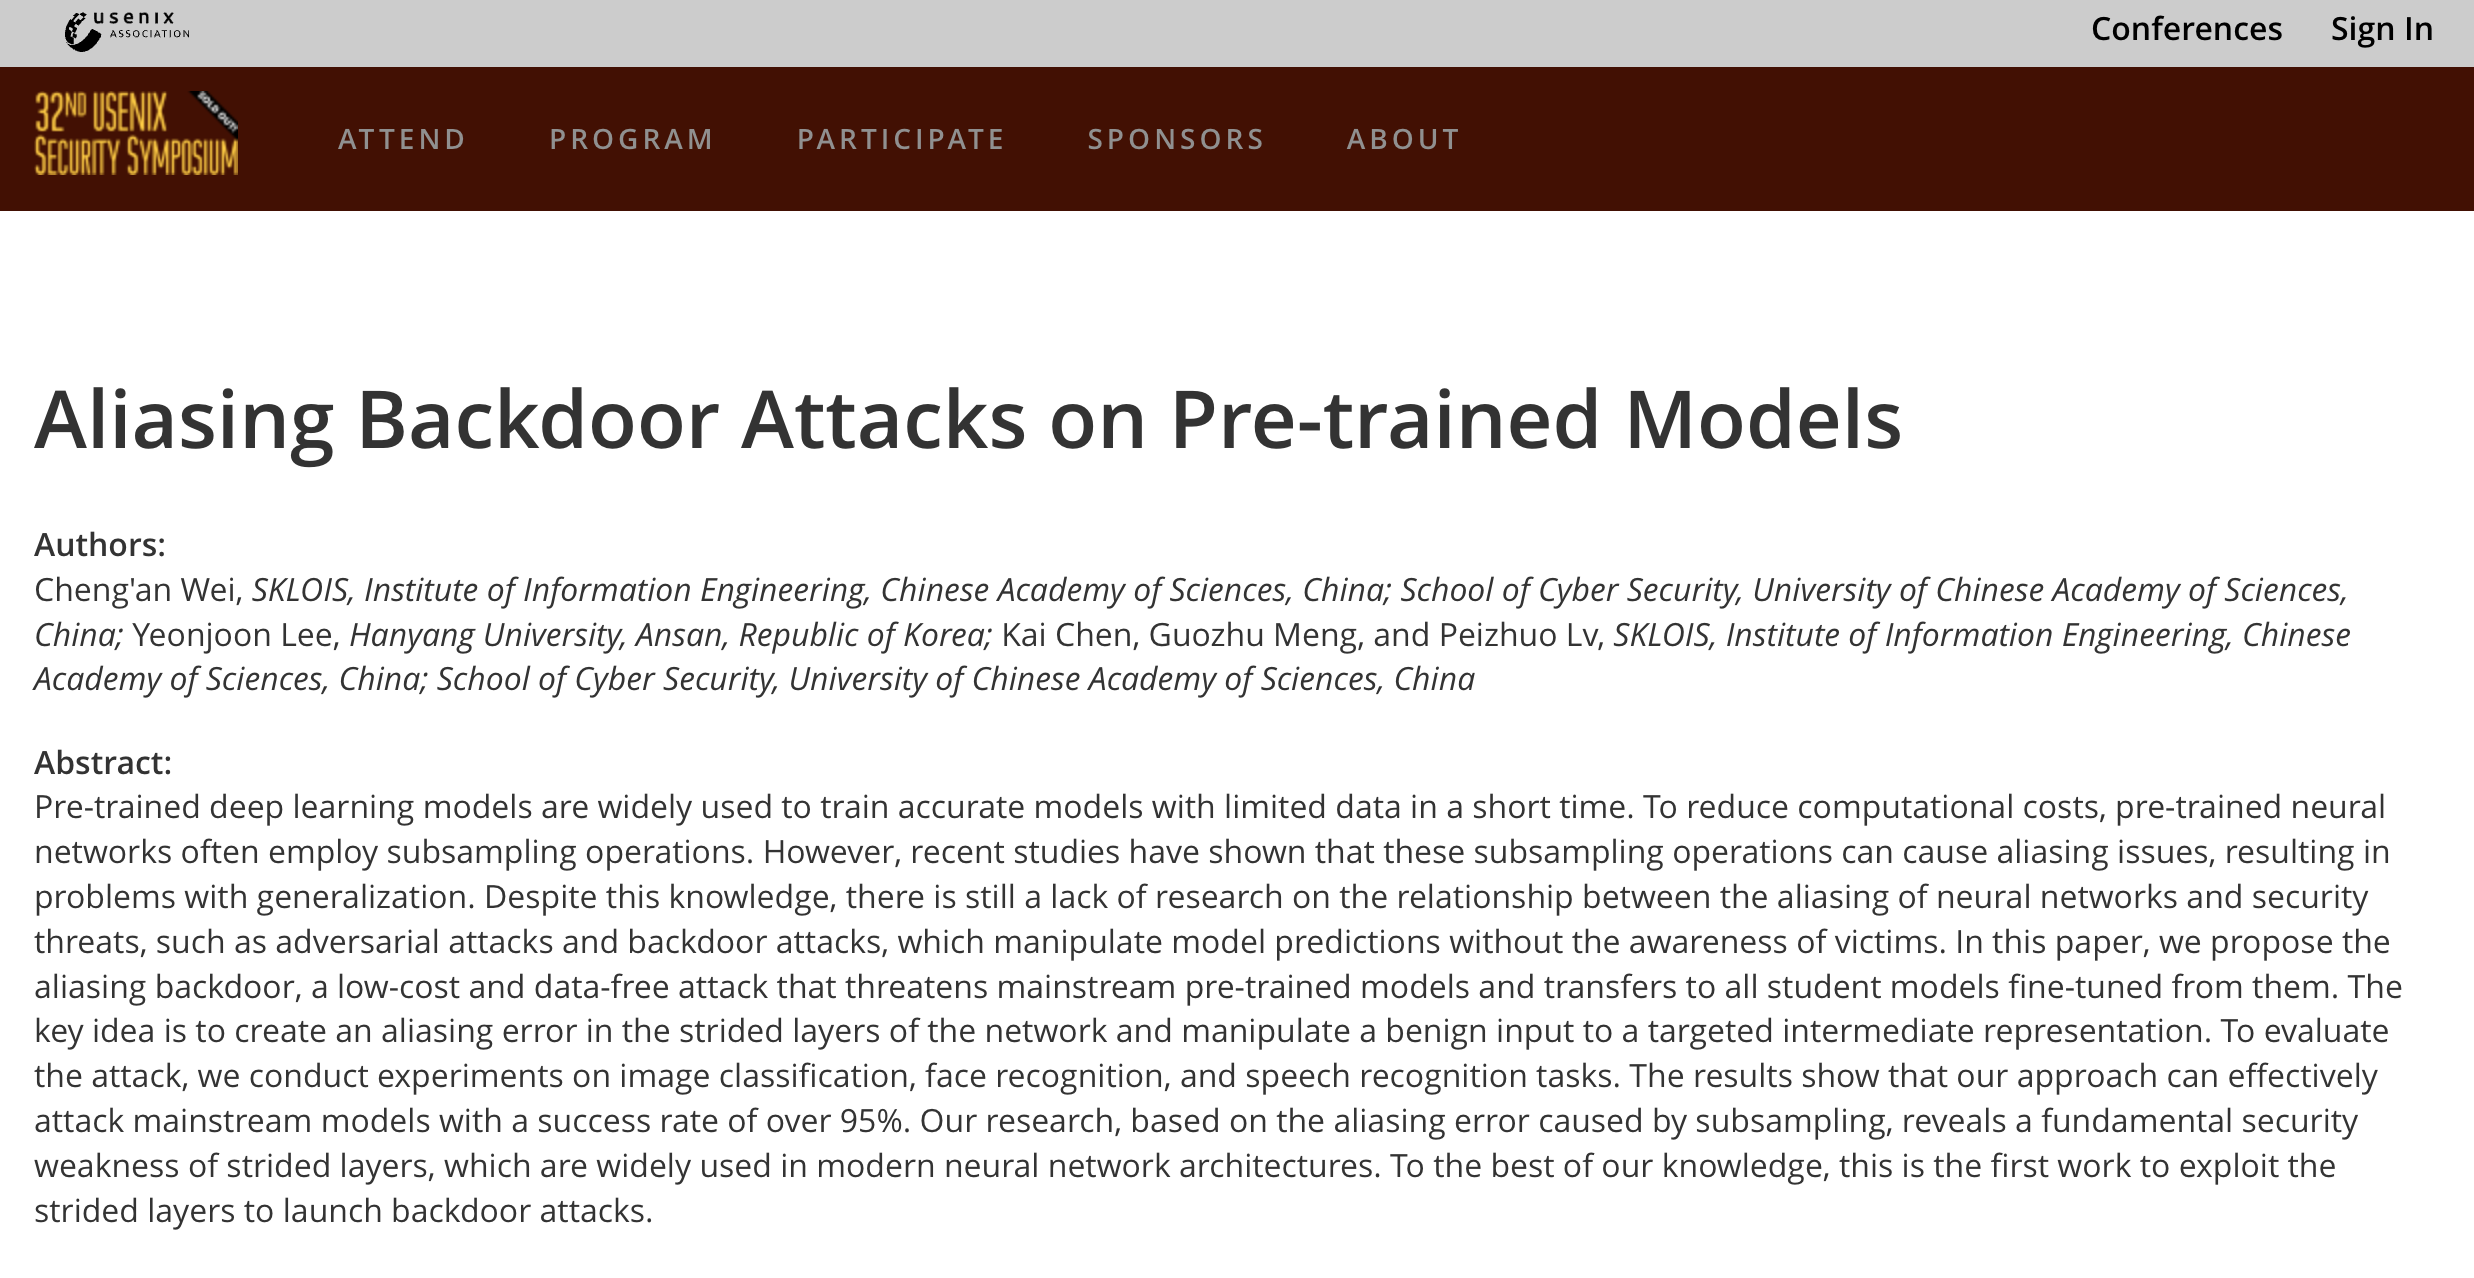 usenix
ASSOCIATION
Conferences
Sign In
32ND USENIX
SECURITY SYMPOSIUM
SOLD OUT!
ATTEND
PROGRAM
PARTICIPATE
SPONSORS
ABOUT
Aliasing Backdoor Attacks on Pre-trained Models
Authors:
Cheng'an Wei, SKLOIS, Institute of Information Engineering, Chinese Academy of Sciences, China; School of Cyber Security, University of Chinese Academy of Sciences,
China; Yeonjoon Lee, Hanyang University, Ansan, Republic of Korea; Kai Chen, Guozhu Meng, and Peizhuo Lv, SKLOIS, Institute of Information Engineering, Chinese
Academy of Sciences, China; School of Cyber Security, University of Chinese Academy of Sciences, China
Abstract:
Pre-trained deep learning models are widely used to train accurate models with limited data in a short time. To reduce computational costs, pre-trained neural
networks often employ subsampling operations. However, recent studies have shown that these subsampling operations can cause aliasing issues, resulting in
problems with generalization. Despite this knowledge, there is still a lack of research on the relationship between the aliasing of neural networks and security
threats, such as adversarial attacks and backdoor attacks, which manipulate model predictions without the awareness of victims. In this paper, we propose the
aliasing backdoor, a low-cost and data-free attack that threatens mainstream pre-trained models and transfers to all student models fine-tuned from them. The
key idea is to create an aliasing error in the strided layers of the network and manipulate a benign input to a targeted intermediate representation. To evaluate
the attack, we conduct experiments on image classification, face recognition, and speech recognition tasks. The results show that our approach can effectively
attack mainstream models with a success rate of over 95%. Our research, based on the aliasing error caused by subsampling, reveals a fundamental security
weakness of strided layers, which are widely used in modern neural network architectures. To the best of our knowledge, this is the first work to exploit the
strided layers to launch backdoor attacks.